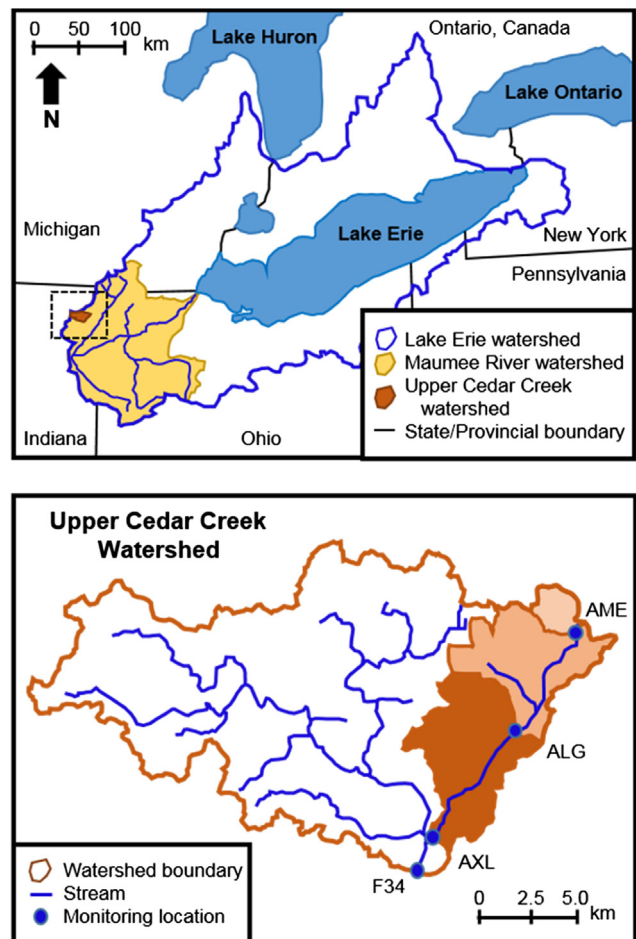 0 50 100
km
N
Lake Huron
Ontario, Canada
Lake Ontario
Michigan
Lake Erie
New York
Pennsylvania
Indiana
Ohio
Lake Erie watershed
Maumee River watershed
Upper Cedar Creek
watershed
State/Provincial boundary
Upper Cedar Creek
Watershed
AME
ALG
AXL
F34
Watershed boundary
Stream
Monitoring location
0 2.5 5.0
km